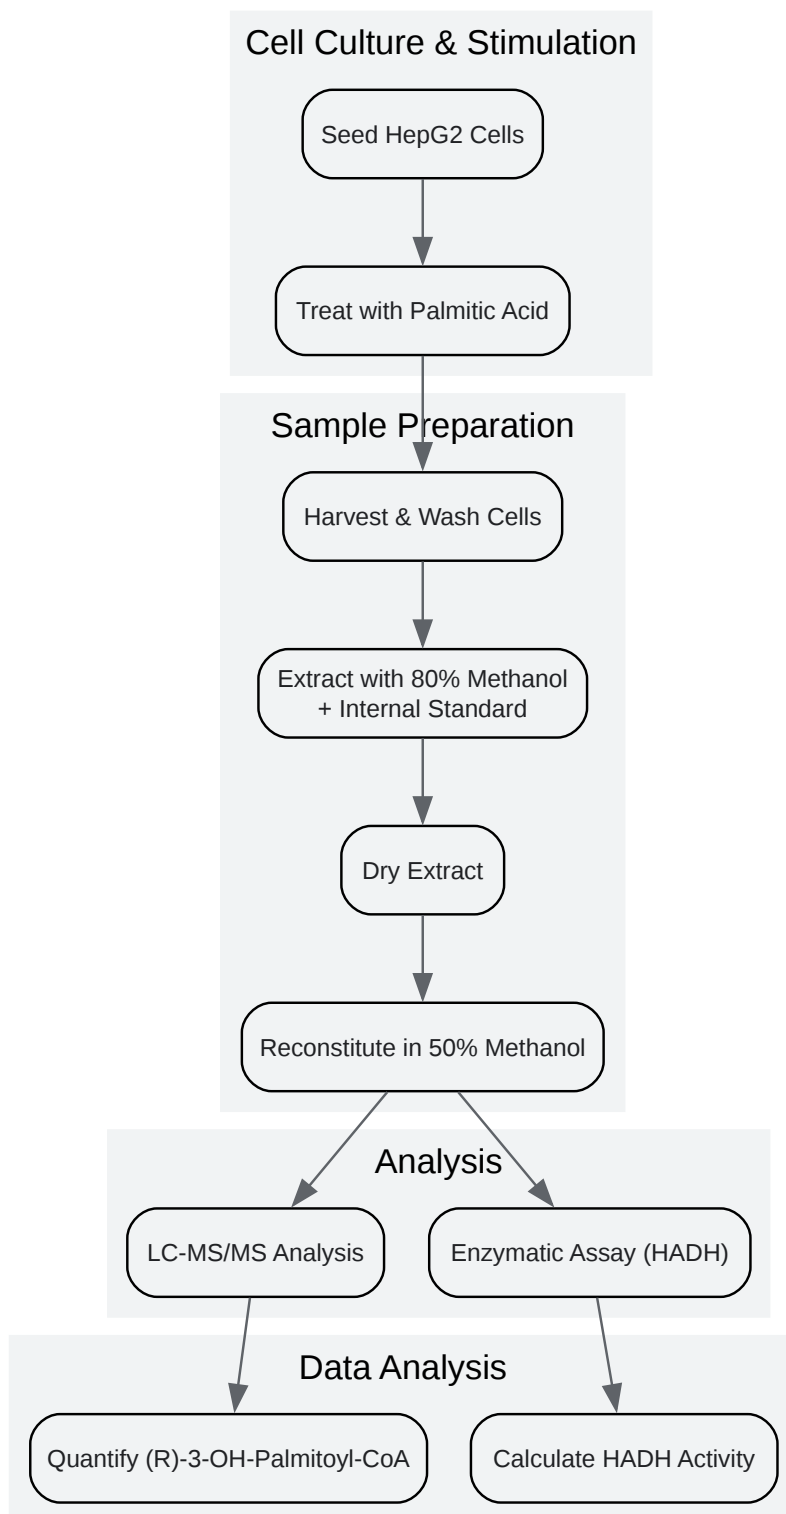 Cell Culture & Stimulation
Seed HepG2 Cells
Treat with Palmitic Acid
Sample Preparation
Harvest & Wash Cells
Extract with 80% Methanol
+ Internal Standard
Dry Extract
Reconstitute in 50% Methanol
Analysis
LC-MS/MS Analysis
Enzymatic Assay (HADH)
Data Analysis
Quantify (R)-3-OH-Palmitoyl-CoA
Calculate HADH Activity